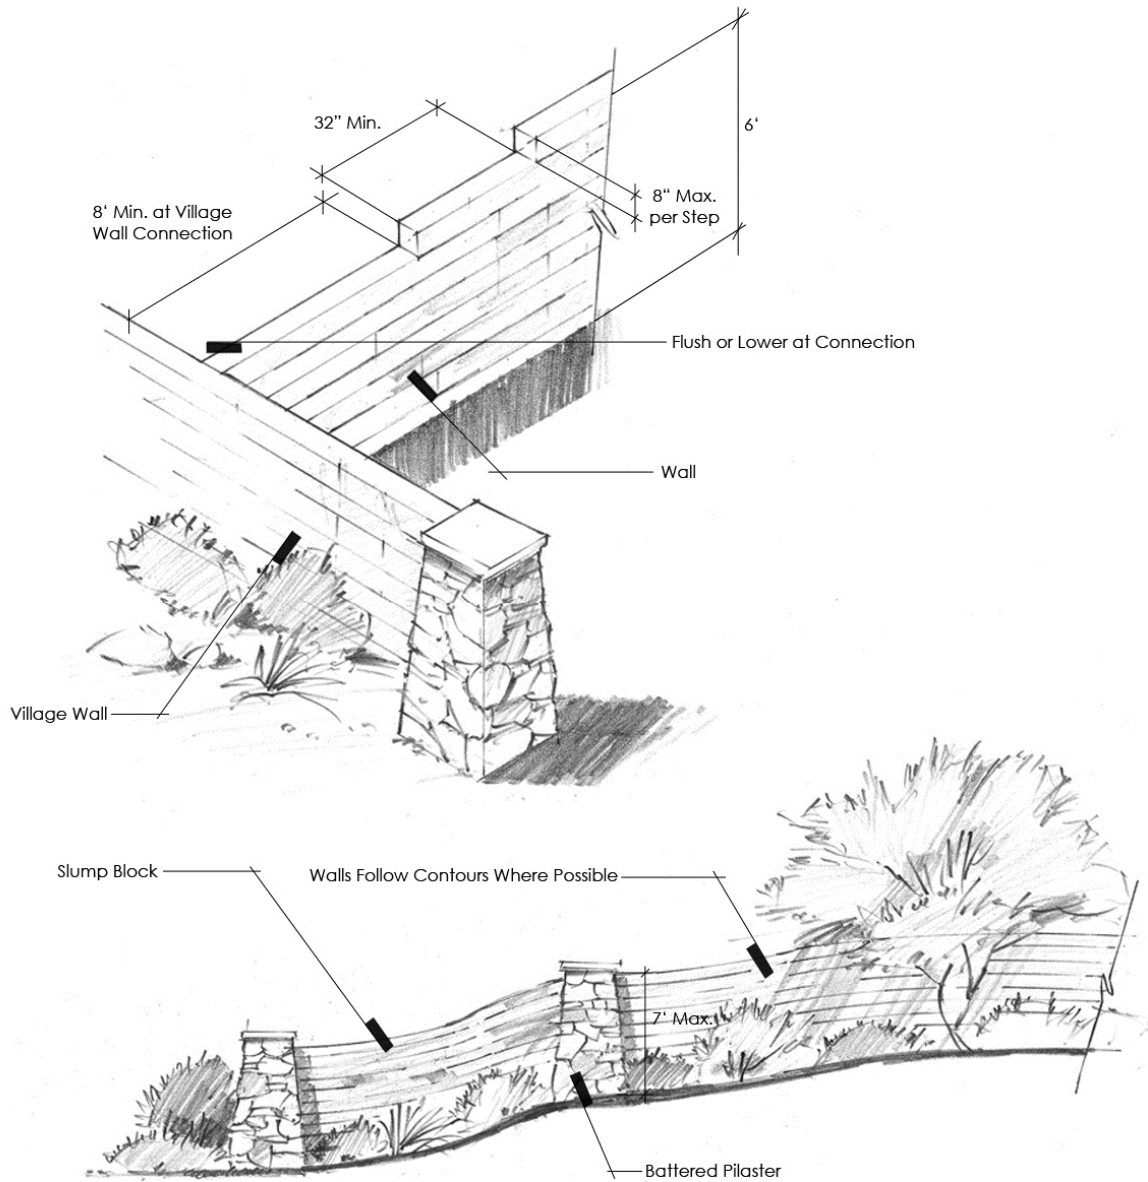 32” Min.
6‘
8‘ Min. at Village
Wall Connection
8“ Max.
per Step
Flush or Lower at Connection
Wall
Village Wall
Slump Block
Walls Follow Contours Where Possible
7‘ Max.
Battered Pilaster